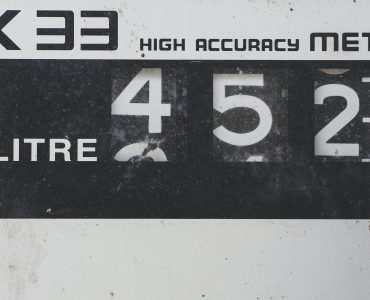 K 33 HIGH ACCURACY MET
LITRE 4 5 2